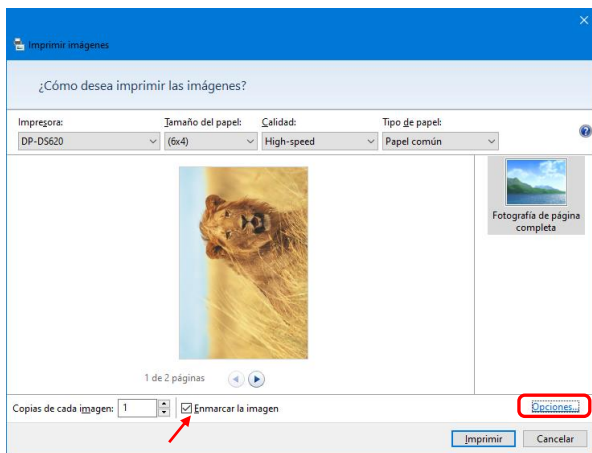 Imprimir imágenes
¿Cómo desea imprimir las imágenes?
Impresora: Tamaño del papel: Calidad: Tipo de papel:
DP-DS620 (6x4) High-speed Papel común
Fotografía de página
completa
1 de 2 páginas
Copias de cada imagen: 1 Enmarcar la imagen Opciones...
Imprimir Cancelar